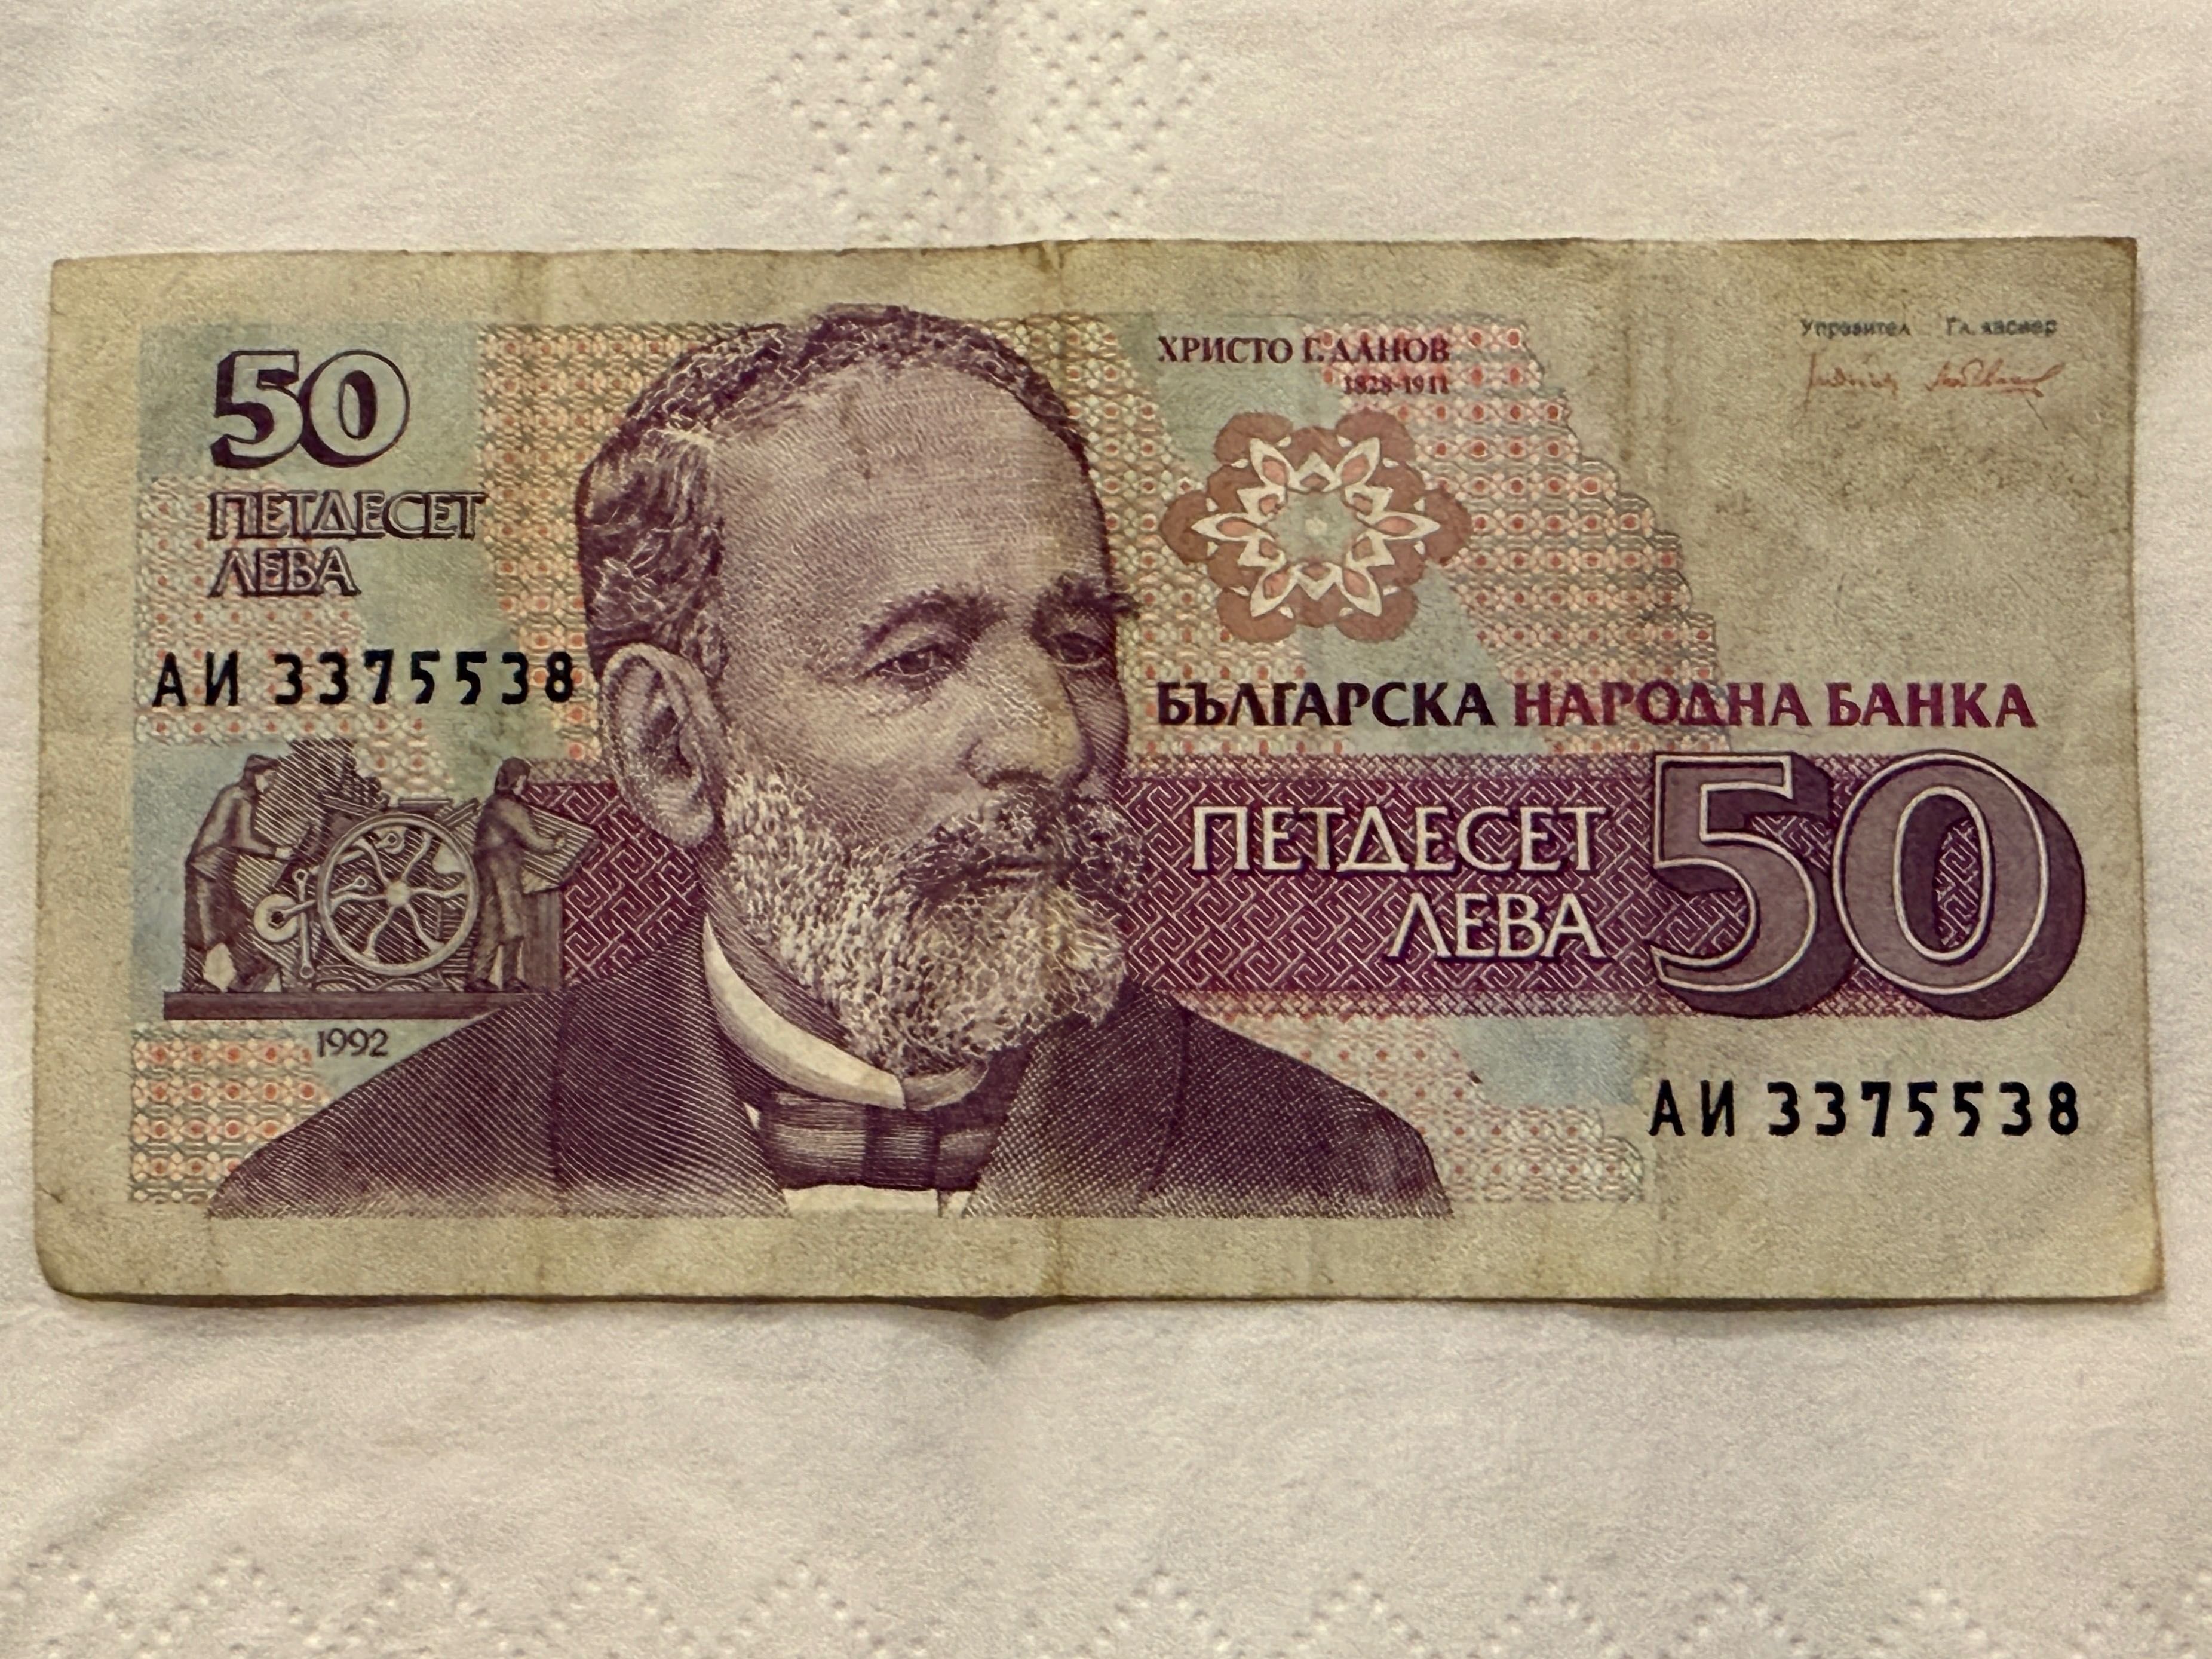 50
ПЕТДЕСЕТ
ЛЕВА
АИ 3375538
1992
ХРИСТО Г. ДАНОВ
1828-1911
Управител Гл. касиер
БЪЛГАРСКА НАРОДНА БАНКА
ПЕТДЕСЕТ
ЛЕВА
50
АИ 3375538